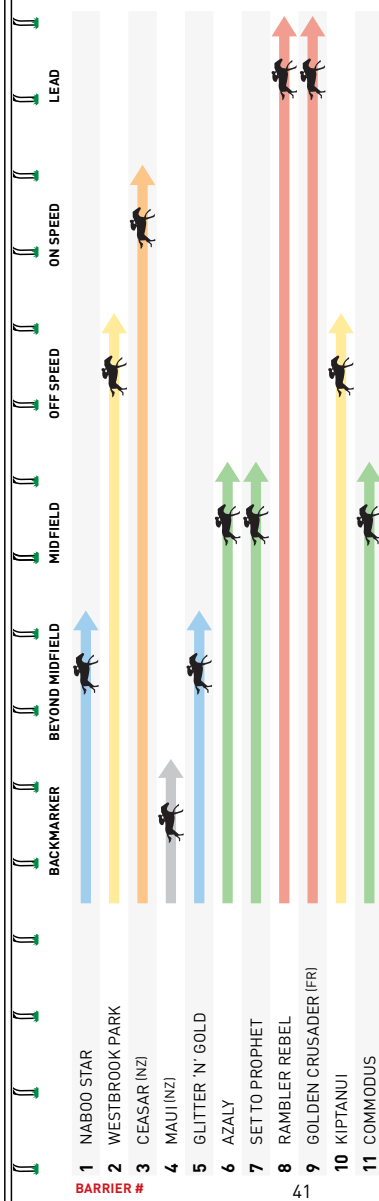 BACKMARKER BEYOND MIDFIELD MIDFIELD OFF SPEED ON SPEED LEAD
1 NABOO STAR
2 WESTBROOK PARK
3 CEASAR (NZ)
4 MAUI (NZ)
5 GLITTER 'N' GOLD
6 AZALY
7 SET TO PROPHET
8 RAMBLER REBEL
9 GOLDEN CRUSADER (FR)
10 KIPTANUI
11 COMMODUS
BARRIER #
41